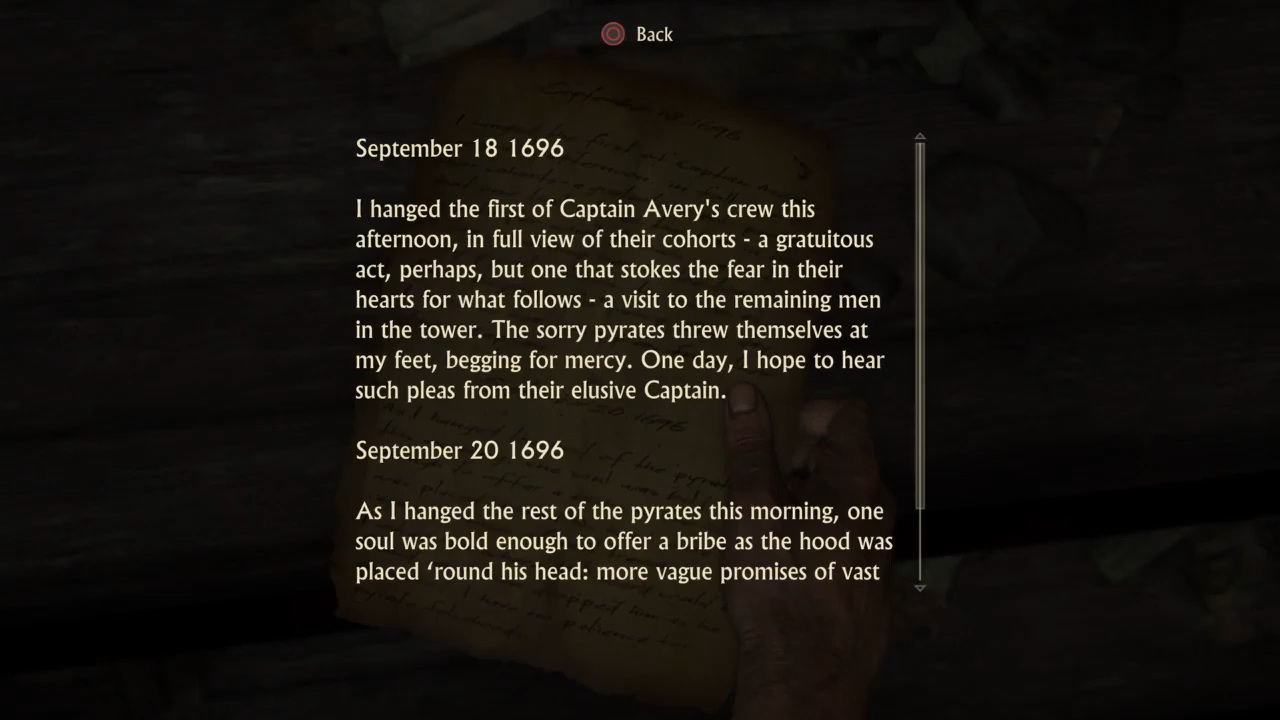 Back
September 18 1696
I hanged the first of Captain Avery's crew this
afternoon, in full view of their cohorts - a gratuitous
act, perhaps, but one that stokes the fear in their
hearts for what follows - a visit to the remaining men
in the tower. The sorry pyrates threw themselves at
my feet, begging for mercy. One day, I hope to hear
such pleas from their elusive Captain.
September 20 1696
As I hanged the rest of the pyrates this morning, one
soul was bold enough to offer a bribe as the hood was
placed ‘round his head: more vague promises of vast